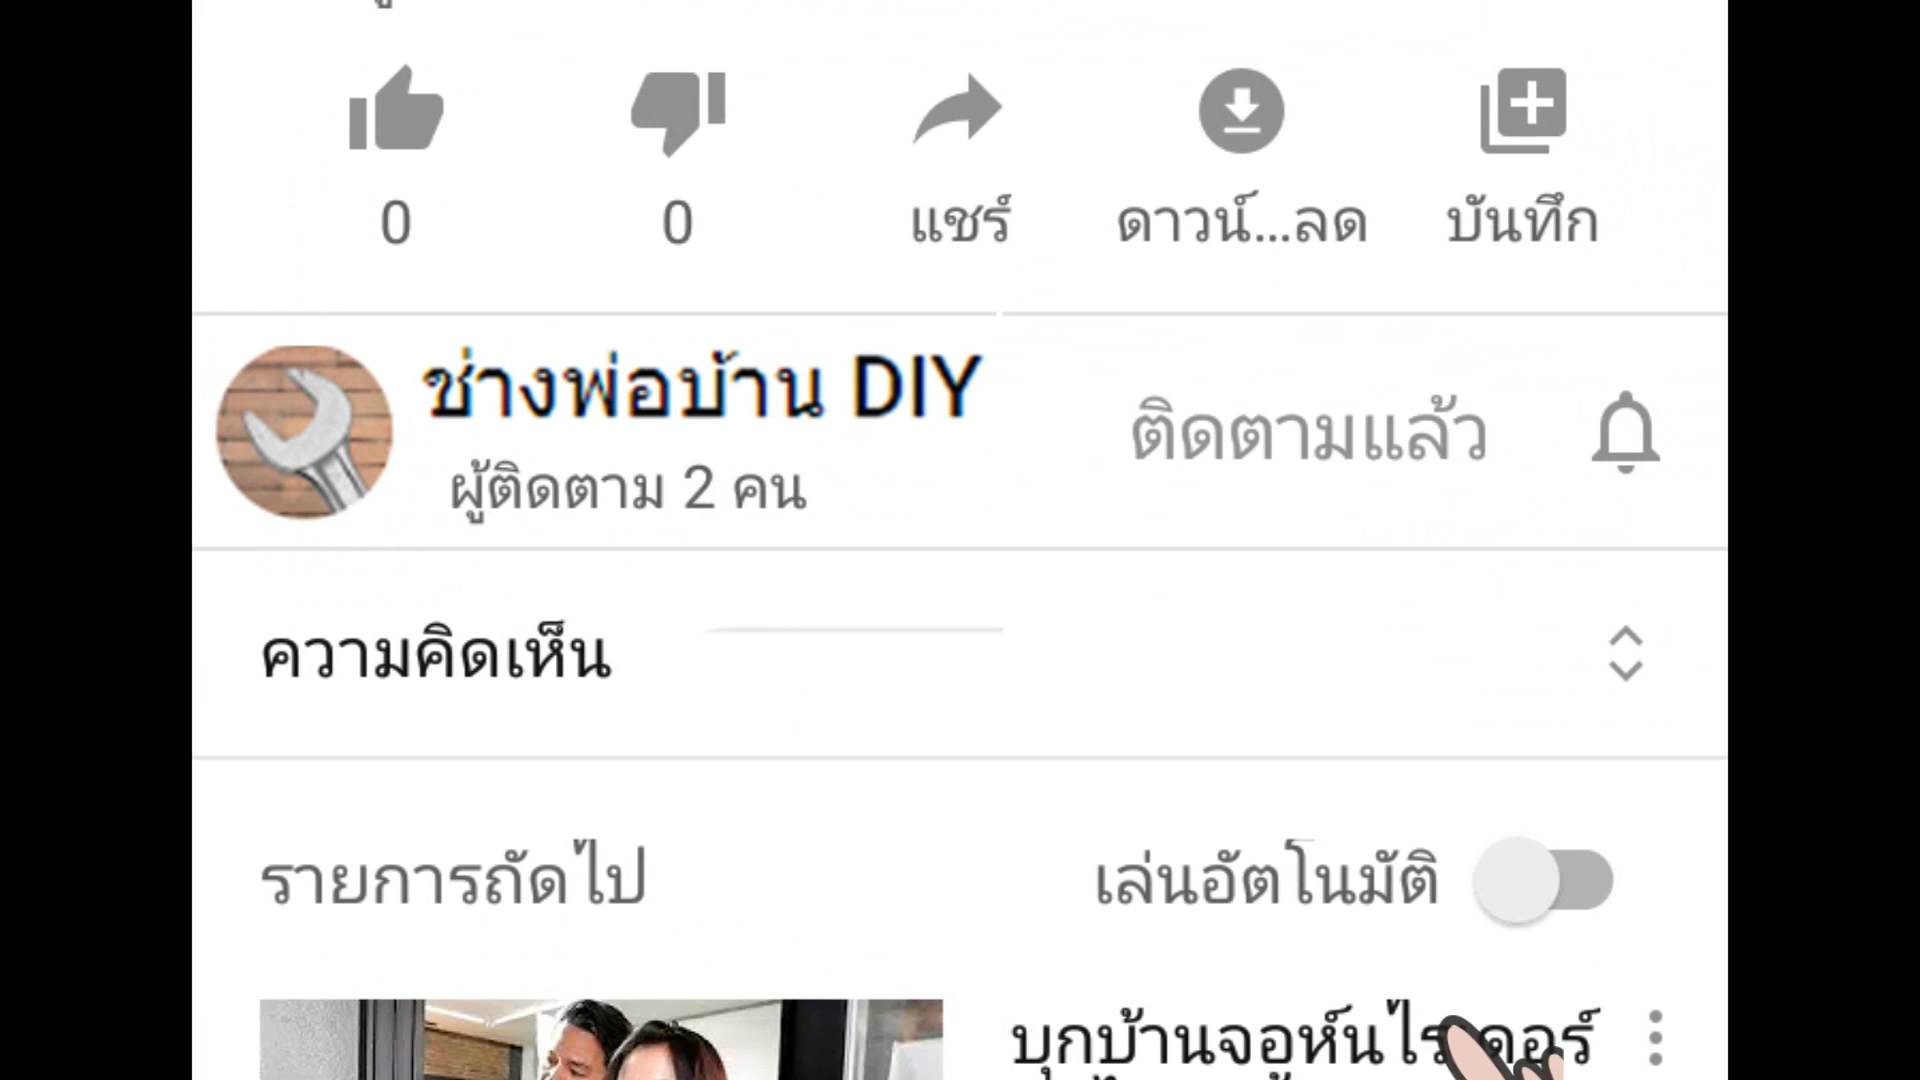 0
0
แชร์
ดาวน์...ลด
บันทึก
ช่างพ่อบ้าน DIY
ผู้ติดตาม 2 คน
ติดตามแล้ว
ความคิดเห็น
รายการถัดไป
เล่นอัตโนมัติ
บุกบ้านจอห์น